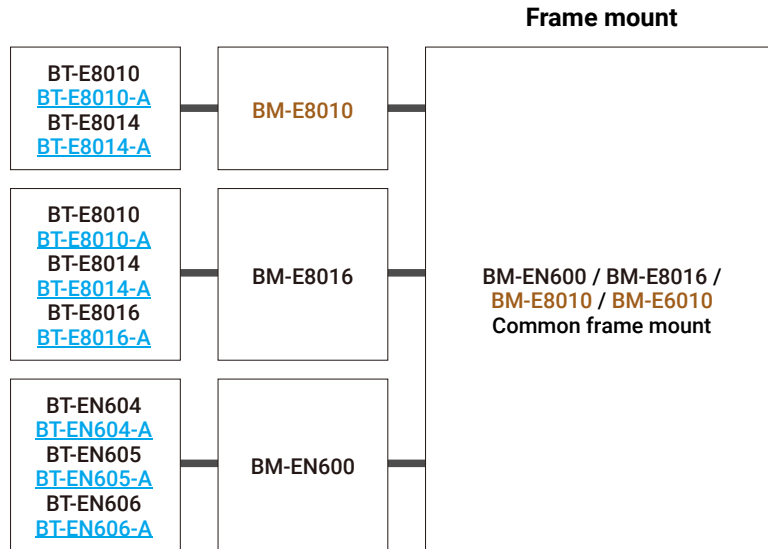 Frame mount
BT-E8010
BT-E8010-A
BT-E8014
BT-E8014-A
BM-E8010
BT-E8010
BT-E8010-A
BT-E8014
BT-E8014-A
BT-E8016
BT-E8016-A
BM-E8016
BT-EN604
BT-EN604-A
BT-EN605
BT-EN605-A
BT-EN606
BT-EN606-A
BM-EN600
BM-EN600 / BM-E8016 /
BM-E8010 / BM-E6010
Common frame mount